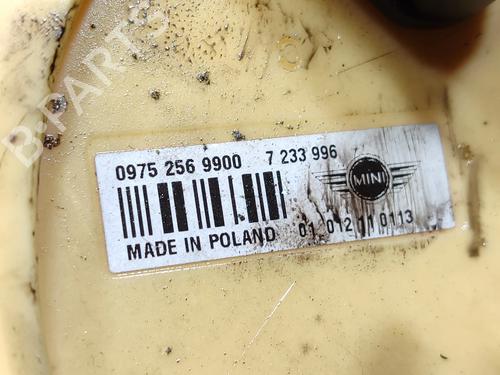 B-PARTS
0975 256 9900 7 233 996
MINI
MADE IN POLAND 01 012 11 0113